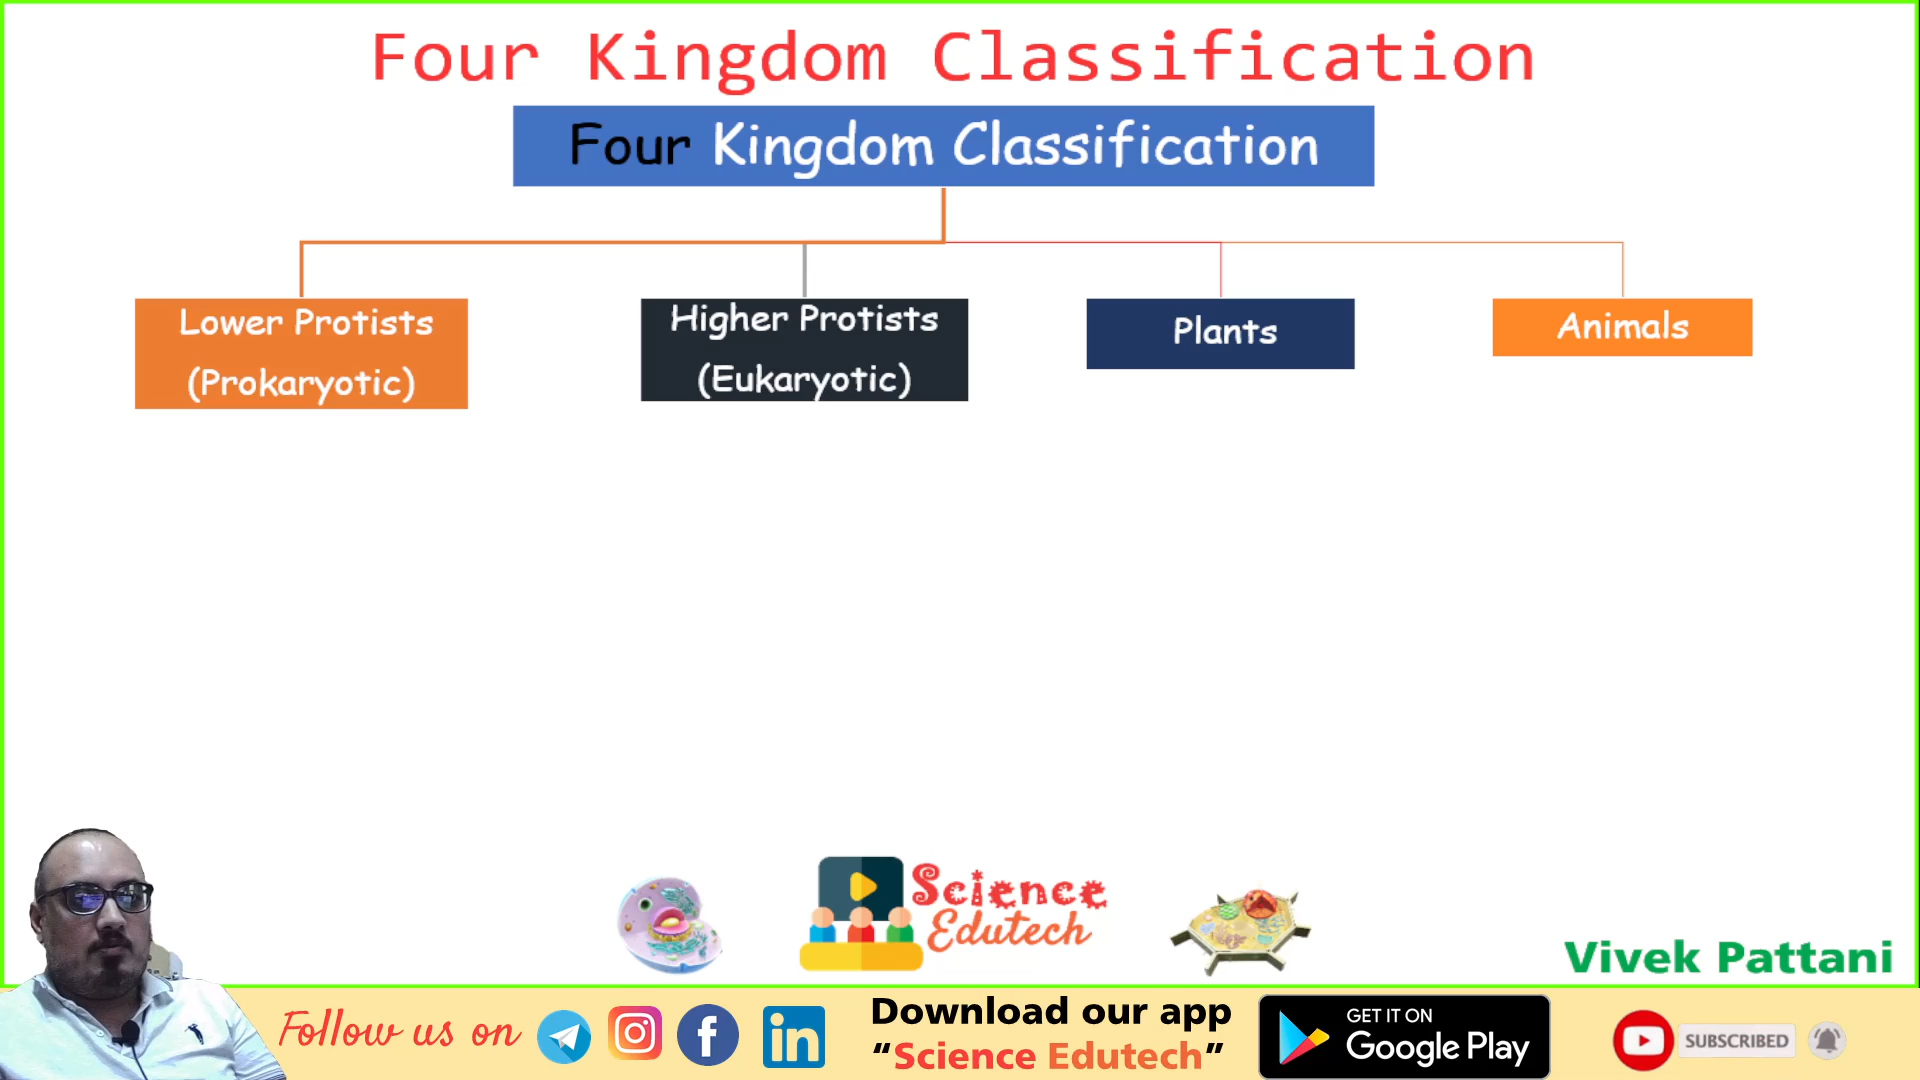 Four Kingdom Classification
Four Kingdom Classification
Lower Protists
(Prokaryotic)
Higher Protists
(Eukaryotic)
Plants
Animals
Science
Edutech
Vivek Pattani
Follow us on
in
Download our app
“Science Edutech”
GET IT ON
Google Play
SUBSCRIBED